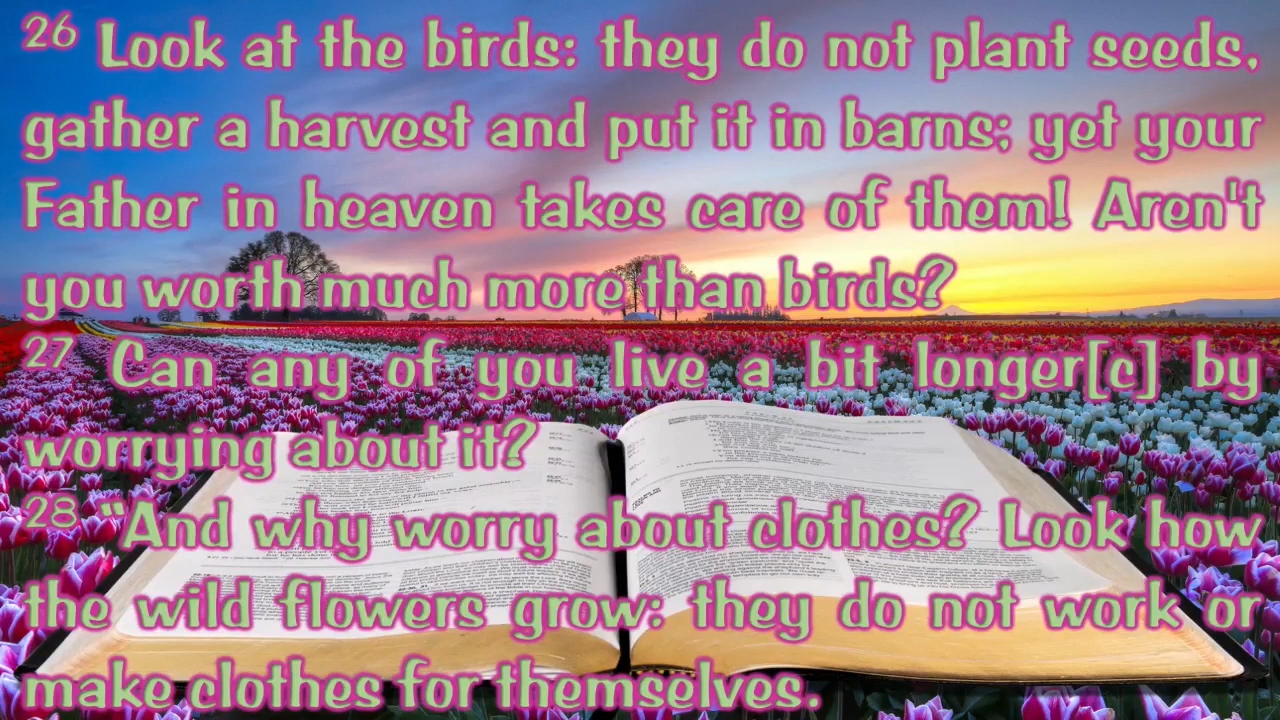 26 Look at the birds: they do not plant seeds,
gather a harvest and put it in barns; yet your
Father in heaven takes care of them! Aren't
you worth much more than birds?
27 Can any of you live a bit longer[c] by
worrying about it?
28 “And why worry about clothes? Look how
the wild flowers grow: they do not work or
make clothes for themselves.